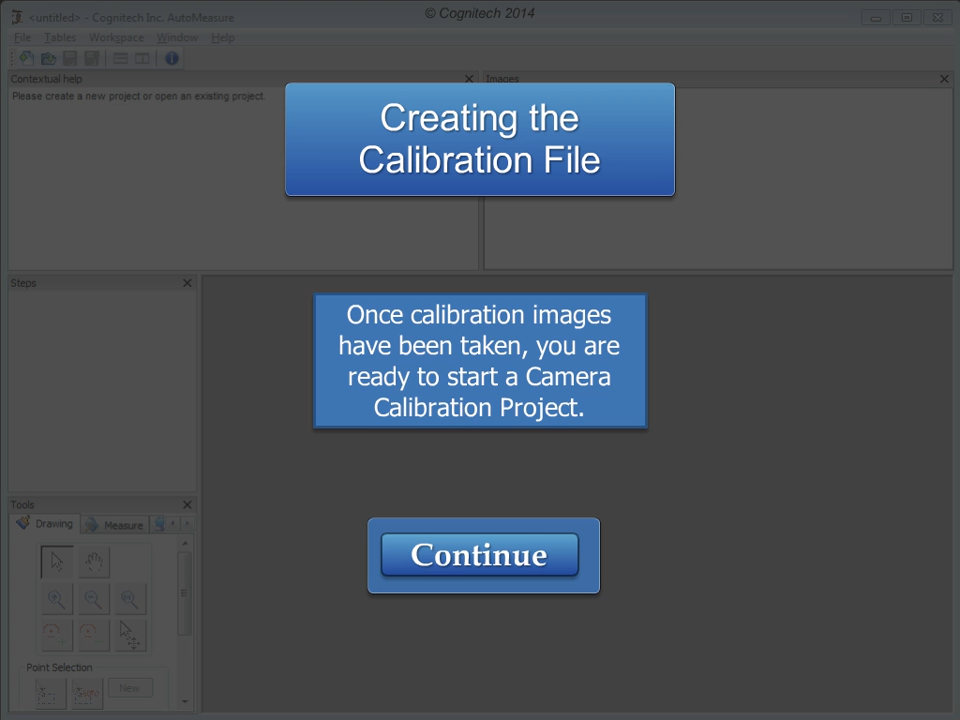 © Cognitech 2014
<untitled> - Cognitech Inc. AutoMeasure
File Tables Workspace Window Help
Contextual help
Images
Please create a new project or open an existing project.
Creating the
Calibration File
Steps
Once calibration images
have been taken, you are
ready to start a Camera
Calibration Project.
Tools
Drawing
Measure
Continue
Point Selection
New